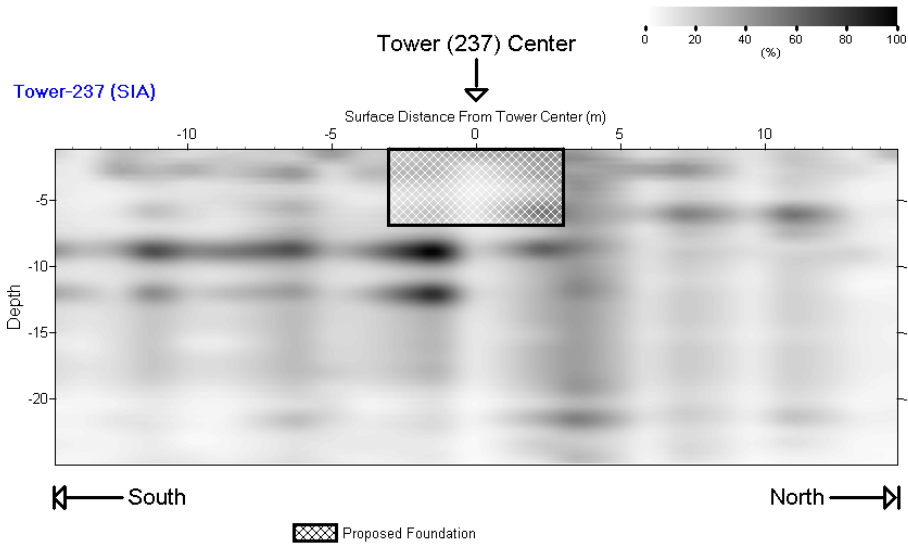 Tower (237) Center
0 20 40 60 80 100
(%)
Tower-237 (SIA)
Surface Distance From Tower Center (m)
-10 -5 0 5 10
Depth
-5
-10
-15
-20
South North
Proposed Foundation